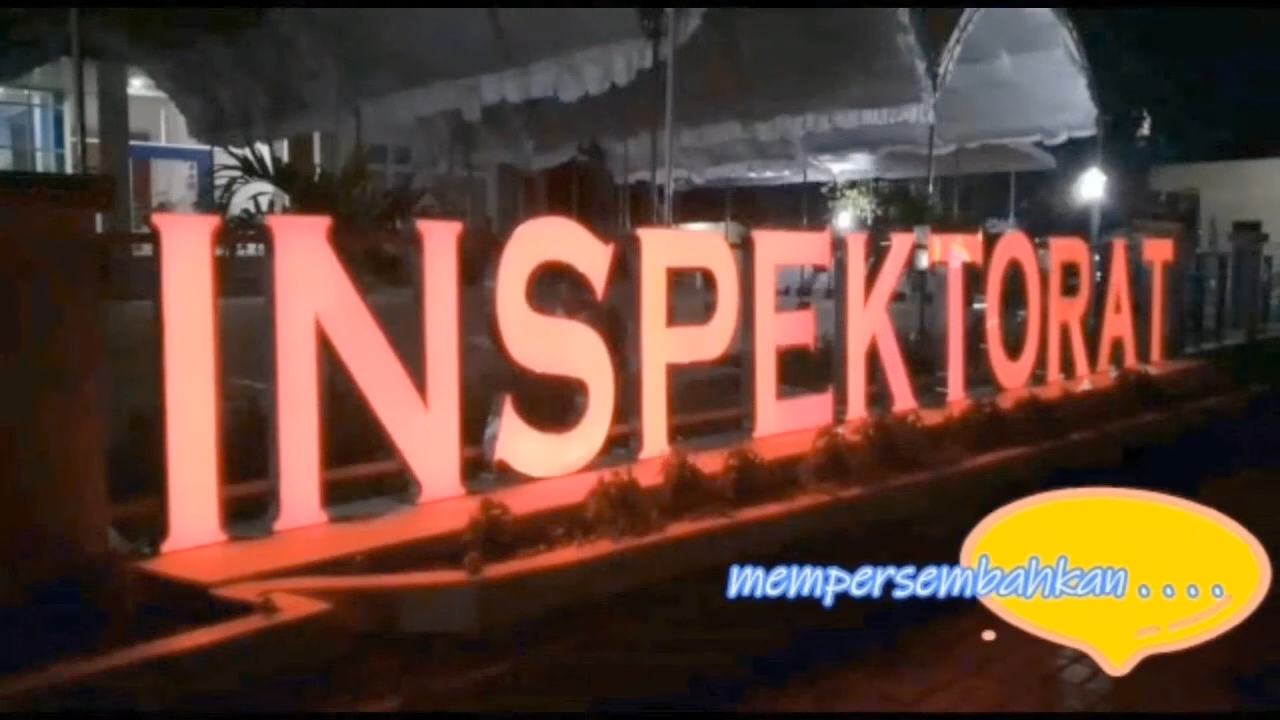 INSPEKTORAT
mempersembahkan . . . .